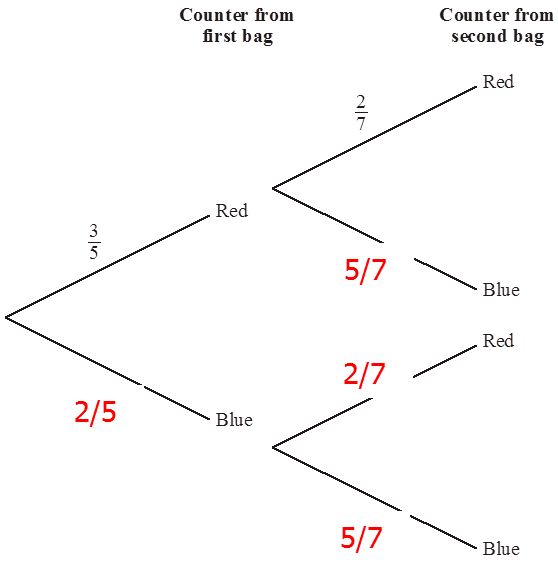 Counter from
first bag
Counter from
second bag
Red
2/7
Red
3/5
5/7
Blue
Red
2/7
2/5
Blue
5/7
Blue